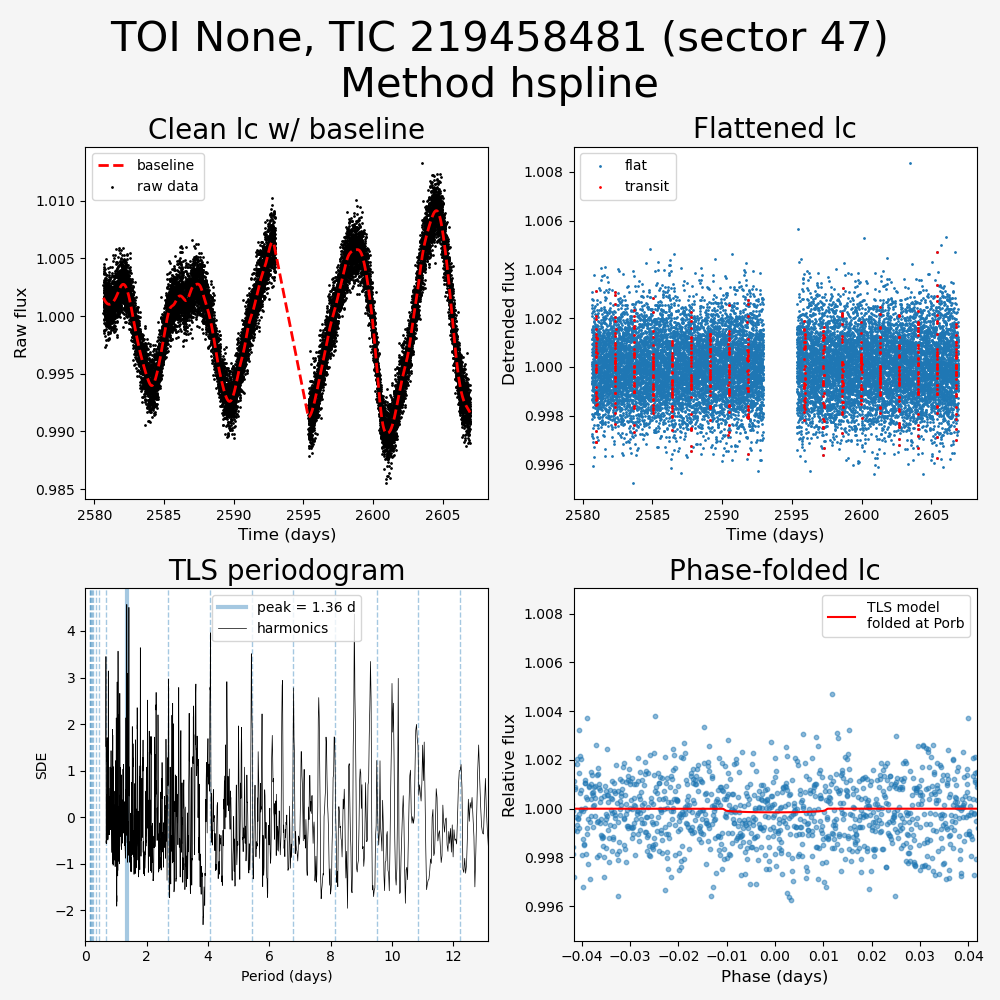 TOI None, TIC 219458481 (sector 47)
Method hspline
Clean lc w/ baseline
baseline
raw data
Raw flux
1.010
1.005
1.000
0.995
0.990
0.985
2580 2585 2590 2595 2600 2605
Time (days)
Flattened lc
flat
transit
Detrended flux
1.008
1.006
1.004
1.002
1.000
0.998
0.996
2580 2585 2590 2595 2600 2605
Time (days)
TLS periodogram
peak = 1.36 d
harmonics
SDE
4
3
2
1
0
−1
−2
0 2 4 6 8 10 12
Period (days)
Phase-folded lc
TLS model
folded at Porb
Relative flux
1.008
1.006
1.004
1.002
1.000
0.998
0.996
−0.04 −0.03 −0.02 −0.01 0.00 0.01 0.02 0.03 0.04
Phase (days)